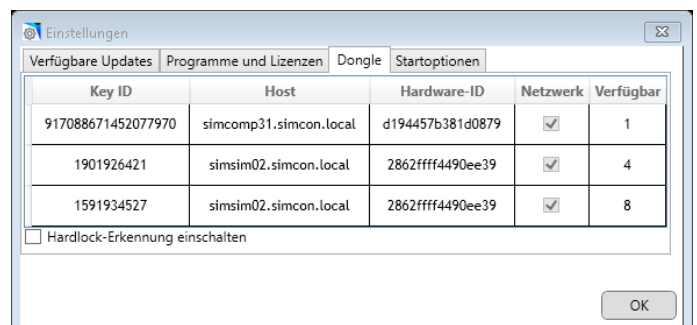 Einstellungen
Verfügbare Updates Programme und Lizenzen Dongle Startoptionen
Key ID Host Hardware-ID Netzwerk Verfügbar
917088671452077970 simcomp31.simcon.local d194457b381d0879 1
1901926421 simsim02.simcon.local 2862ffff4490ee39 4
1591934527 simsim02.simcon.local 2862ffff4490ee39 8
Hardlock-Erkennung einschalten
OK